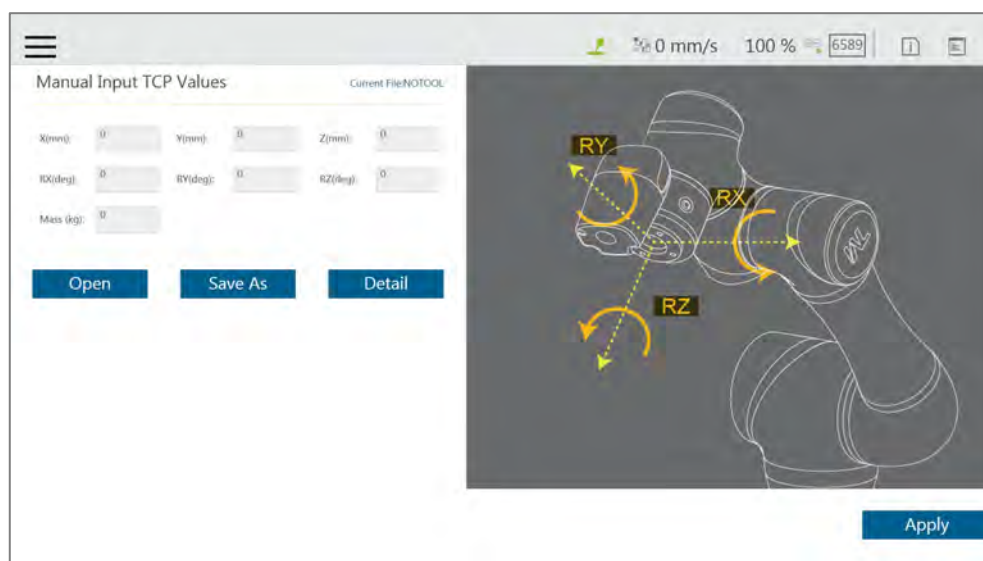 0 mm/s 100 % 6589
Manual Input TCP Values Current File:NOTOOL
X(mm): 0 Y(mm): 0 Z(mm): 0
RX(deg): 0 RY(deg): 0 RZ(deg): 0
Mass (kg): 0
Open Save As Detail
RY
RX
TM
RZ
Apply